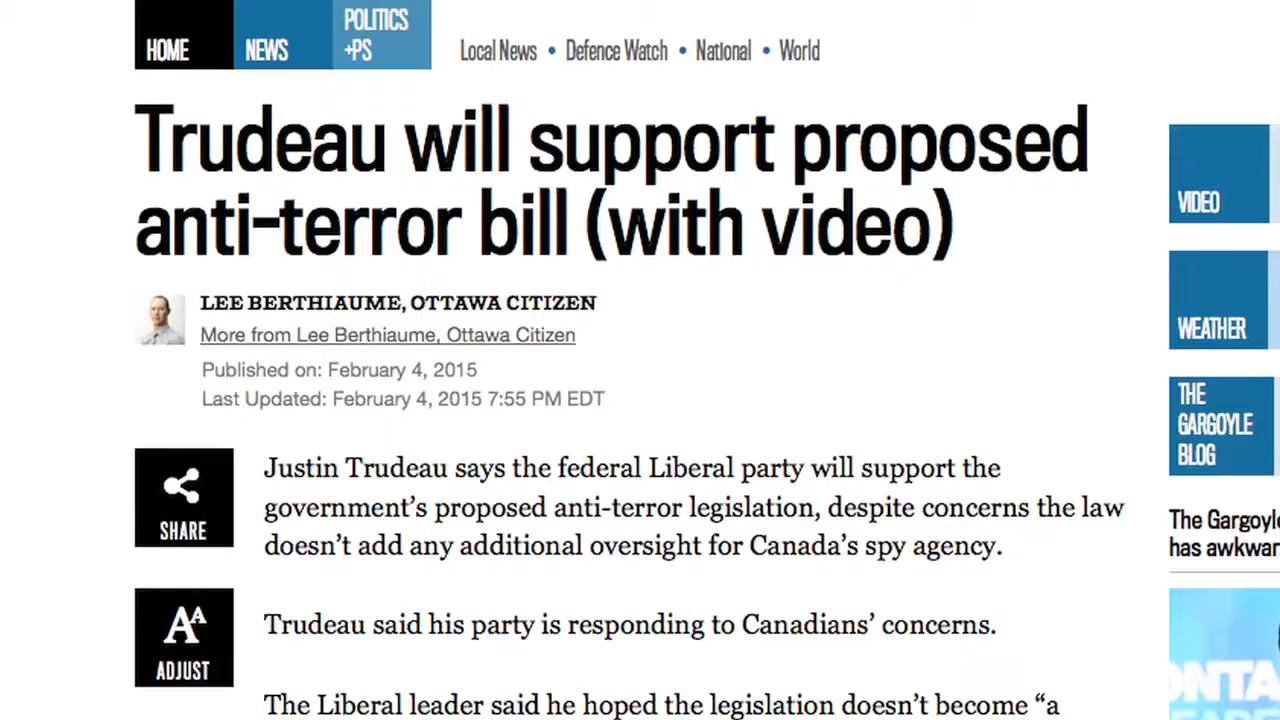 HOME
NEWS
POLITICS
+PS
Local News • Defence Watch • National • World
Trudeau will support proposed
anti-terror bill (with video)
LEE BERTHIAUME, OTTAWA CITIZEN
More from Lee Berthiaume, Ottawa Citizen
Published on: February 4, 2015
Last Updated: February 4, 2015 7:55 PM EDT
SHARE
Justin Trudeau says the federal Liberal party will support the
government’s proposed anti-terror legislation, despite concerns the law
doesn’t add any additional oversight for Canada’s spy agency.
AA
ADJUST
Trudeau said his party is responding to Canadians’ concerns.
The Liberal leader said he hoped the legislation doesn’t become “a
VIDEO
WEATHER
THE
GARGOYLE
BLOG
The Gargoyle
has awkwar